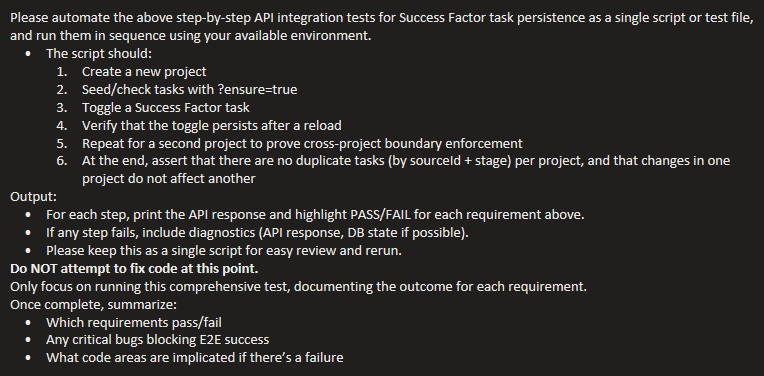 Please automate the above step-by-step API integration tests for Success Factor task persistence as a single script or test file,
and run them in sequence using your available environment.
• The script should:
1. Create a new project
2. Seed/check tasks with ?ensure=true
3. Toggle a Success Factor task
4. Verify that the toggle persists after a reload
5. Repeat for a second project to prove cross-project boundary enforcement
6. At the end, assert that there are no duplicate tasks (by sourceId + stage) per project, and that changes in one
project do not affect another
Output:
• For each step, print the API response and highlight PASS/FAIL for each requirement above.
• If any step fails, include diagnostics (API response, DB state if possible).
• Please keep this as a single script for easy review and rerun.
Do NOT attempt to fix code at this point.
Only focus on running this comprehensive test, documenting the outcome for each requirement.
Once complete, summarize:
• Which requirements pass/fail
• Any critical bugs blocking E2E success
• What code areas are implicated if there's a failure